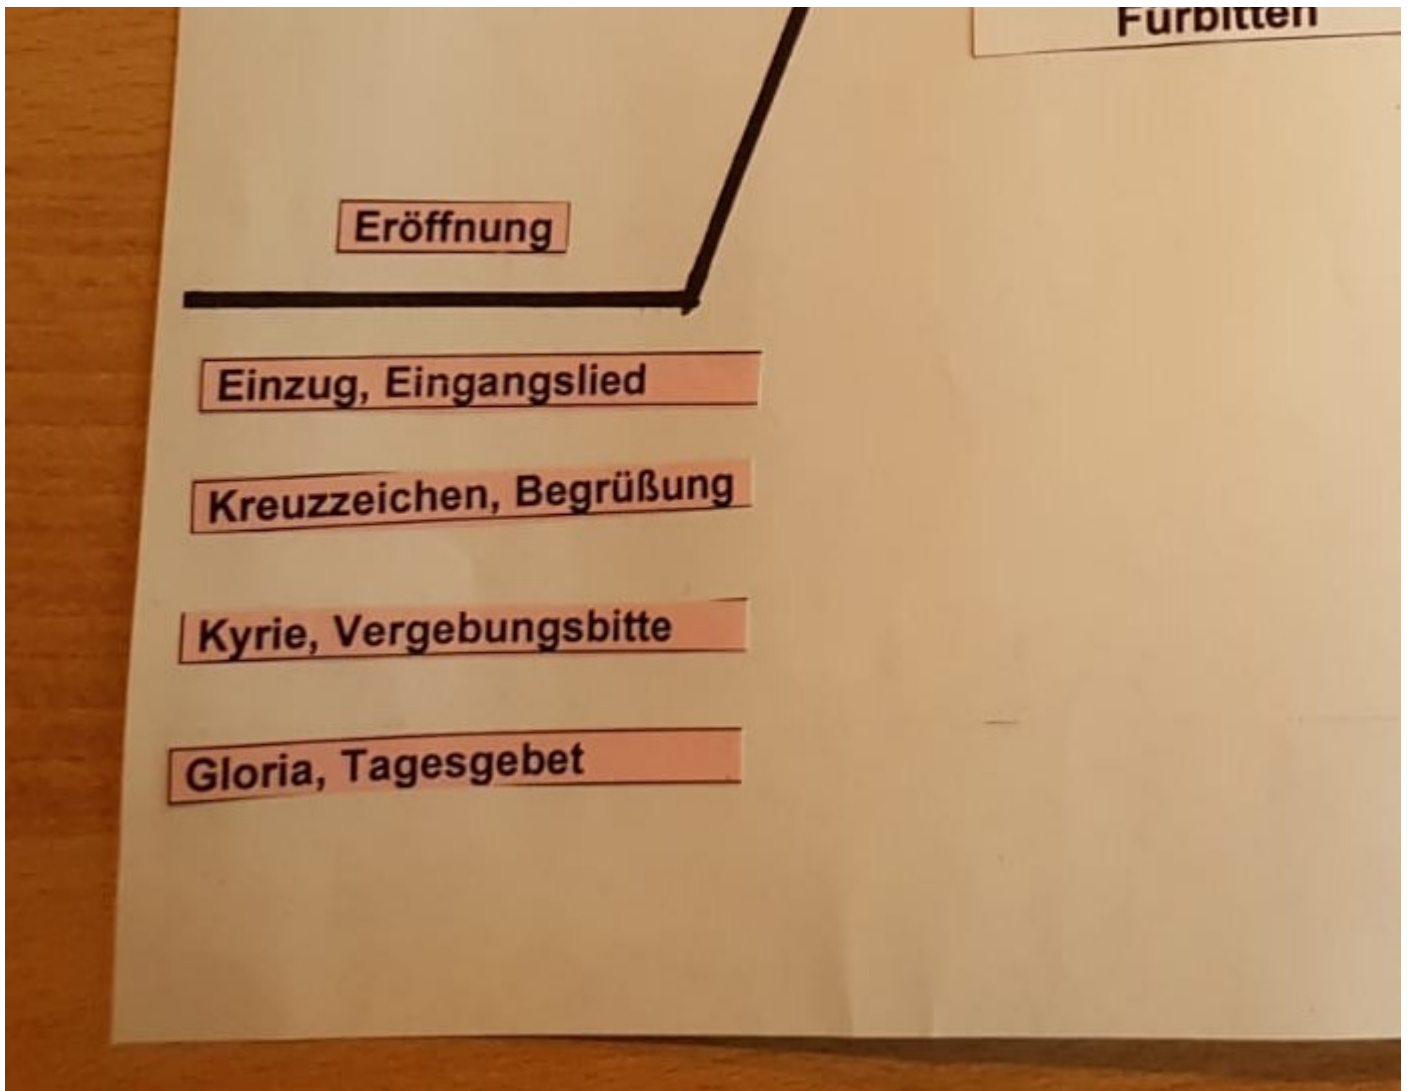 Fürbitten
Eröffnung
Einzug, Eingangslied
Kreuzzeichen, Begrüßung
Kyrie, Vergebungsbitte
Gloria, Tagesgebet